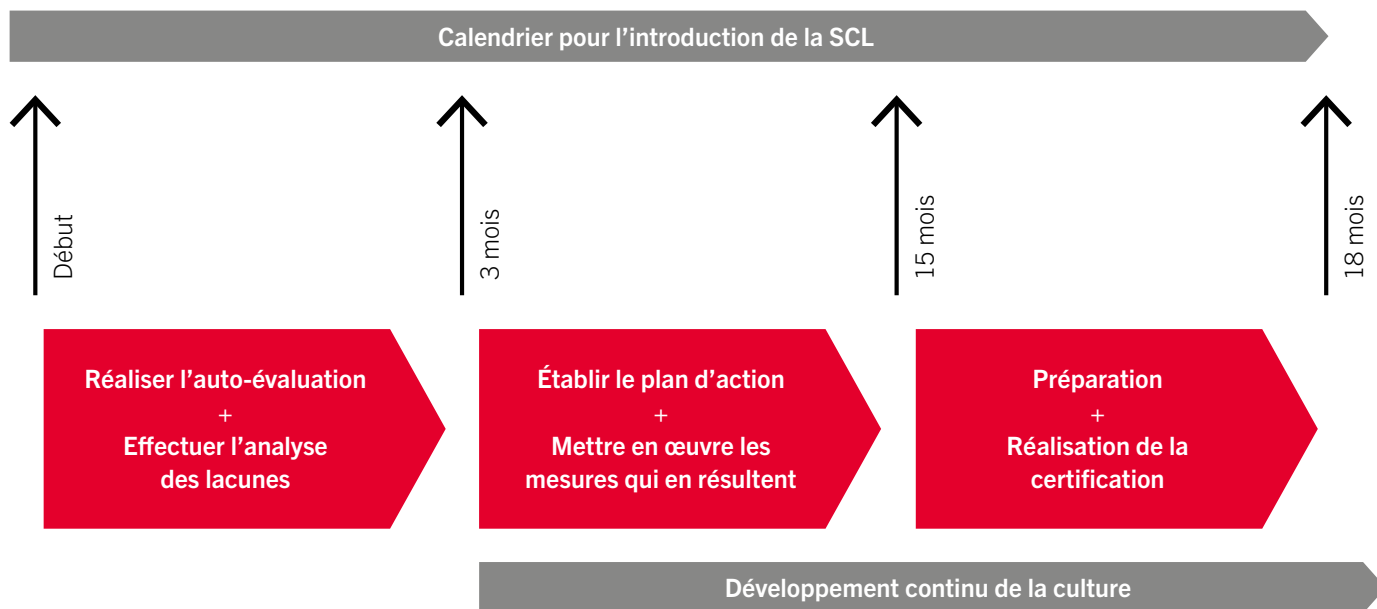 Calendrier pour l'introduction de la SCL
Début
3 mois
15 mois
18 mois
Réaliser l'auto-évaluation
+
Effectuer l'analyse
des lacunes
Établir le plan d'action
+
Mettre en œuvre les
mesures qui en résultent
Préparation
+
Réalisation de la
certification
Développement continu de la culture